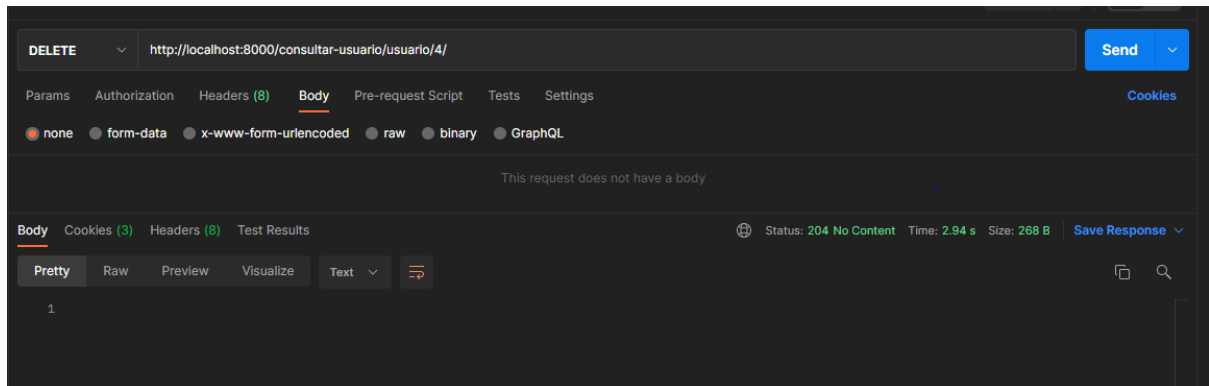 DELETE http://localhost:8000/consultar-usuario/usuario/4/ Send
Params Authorization Headers (8) Body Pre-request Script Tests Settings Cookies
none form-data x-www-form-urlencoded raw binary GraphQL
This request does not have a body
Body Cookies (3) Headers (8) Test Results Status: 204 No Content Time: 2.94 s Size: 268 B Save Response
Pretty Raw Preview Visualize Text
1